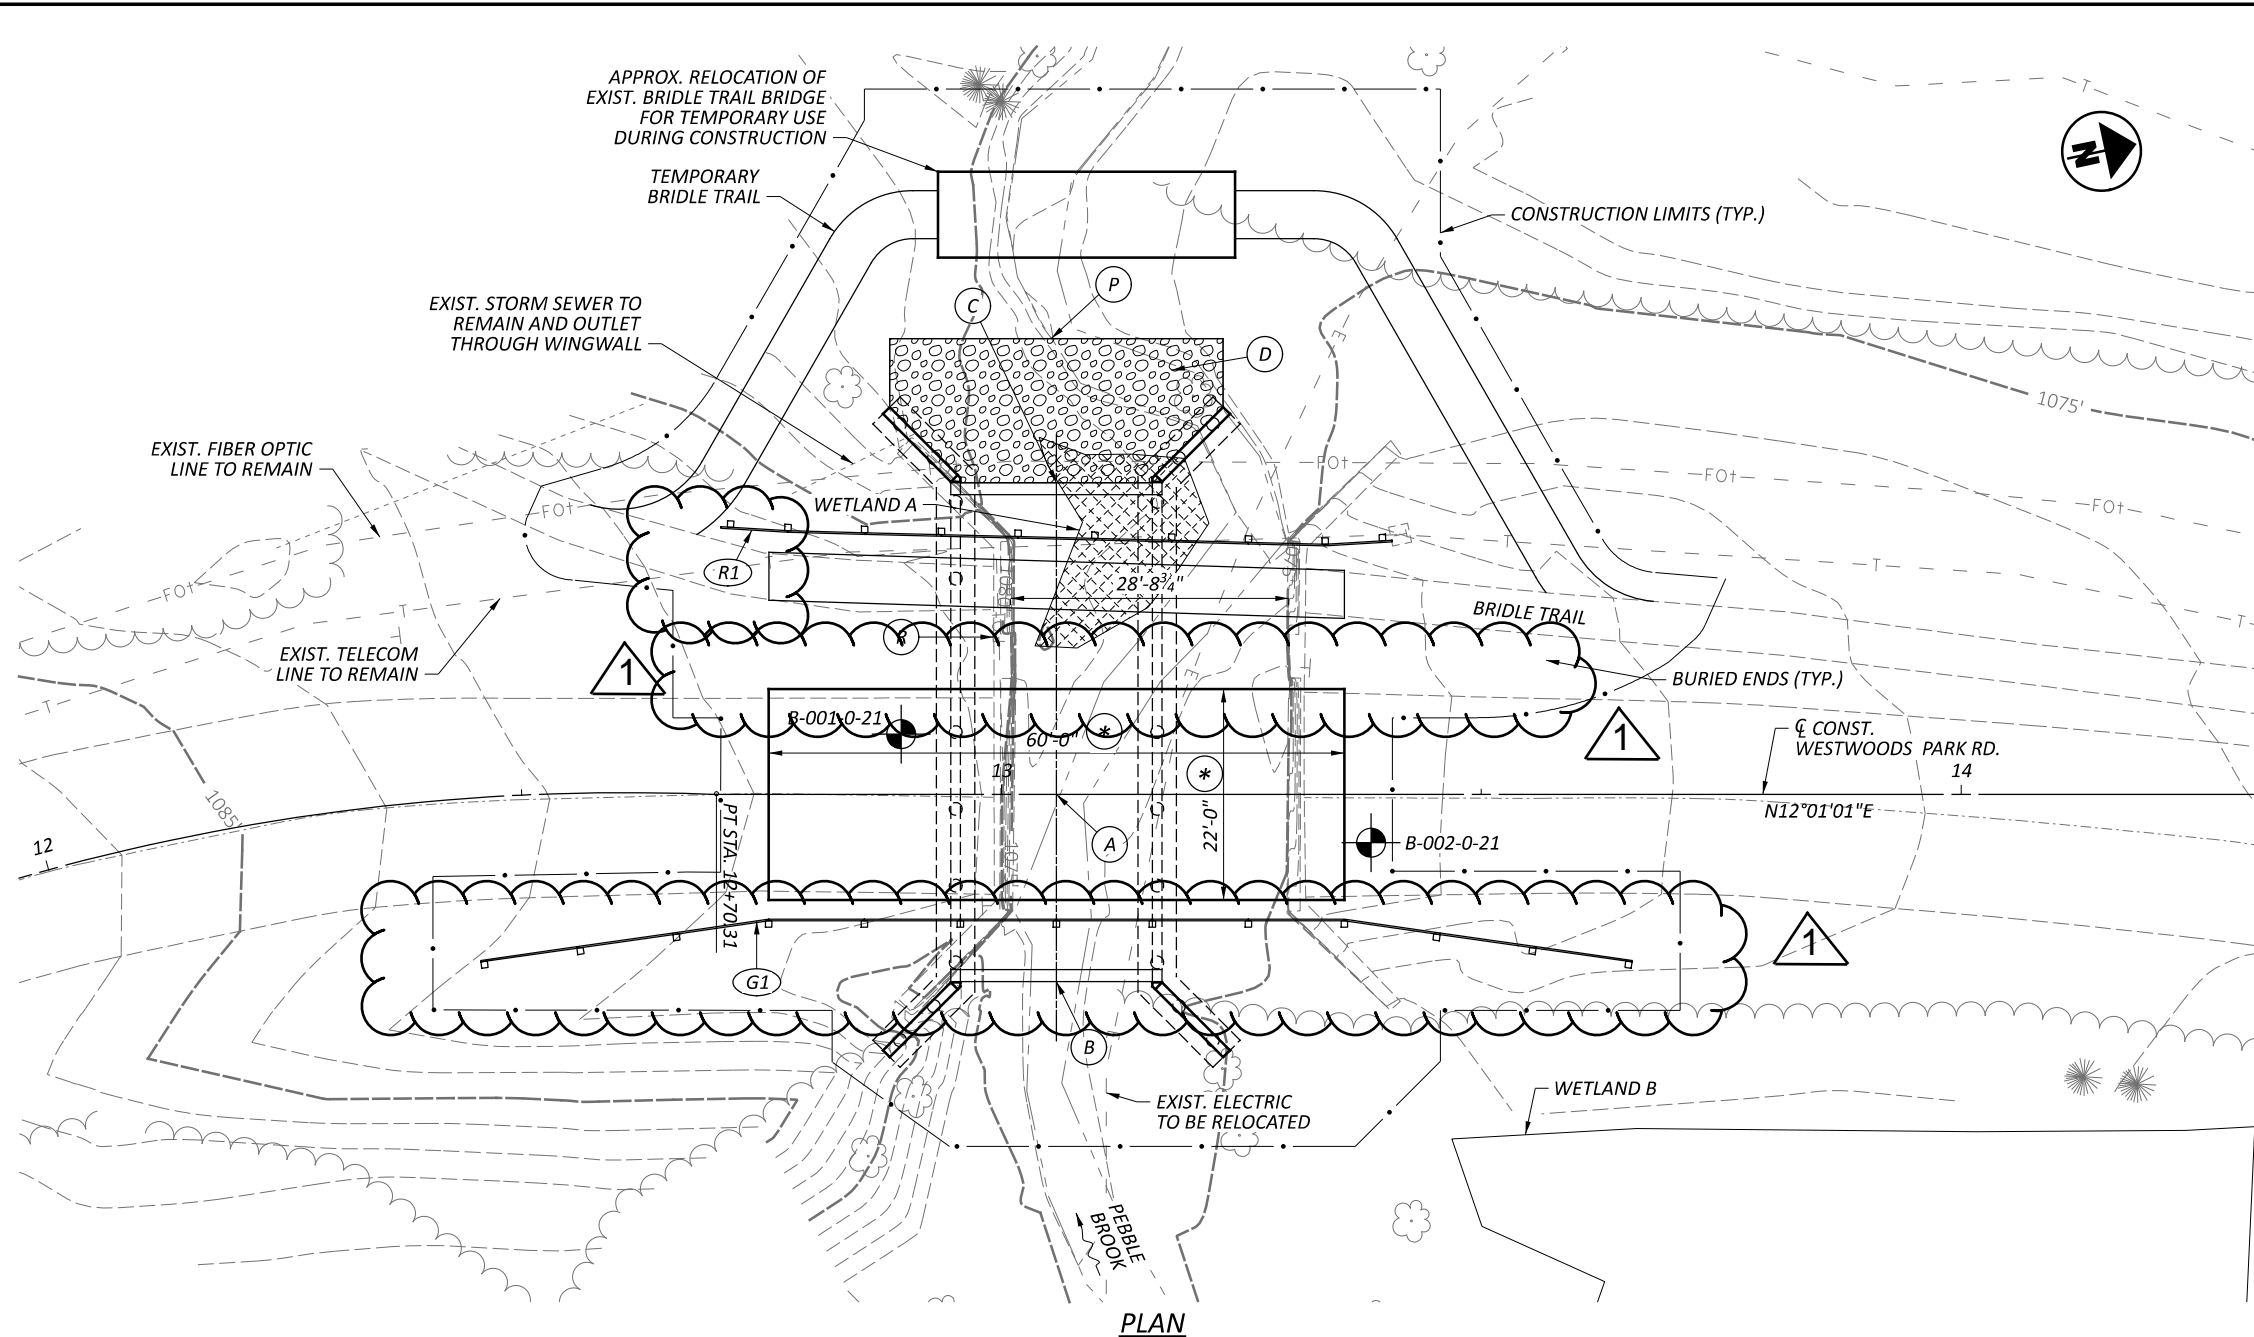 APPROX. RELOCATION OF
EXIST. BRIDLE TRAIL BRIDGE
FOR TEMPORARY USE
DURING CONSTRUCTION
TEMPORARY
BRIDLE TRAIL
N
CONSTRUCTION LIMITS (TYP.)
EXIST. STORM SEWER TO
REMAIN AND OUTLET
THROUGH WINGWALL
C
P
D
1075'
EXIST. FIBER OPTIC
LINE TO REMAIN
WETLAND A
E
FO†
FO†
FO†
FO†
FO†
R1
28'-8¾"
BRIDLE TRAIL
T
T
T
T
T
T
EXIST. TELECOM
LINE TO REMAIN
1
R
BURIED ENDS (TYP.)
B-001-0-21
60'-0"
*
1
℄ CONST.
WESTWOODS PARK RD.
13
*
14
1085'
PT STA. 12+70.31
22'-0"
N12°01'01"E
12
A
B-002-0-21
1
G1
B
EXIST. ELECTRIC
TO BE RELOCATED
WETLAND B
PEBBLE
BROOK
PLAN